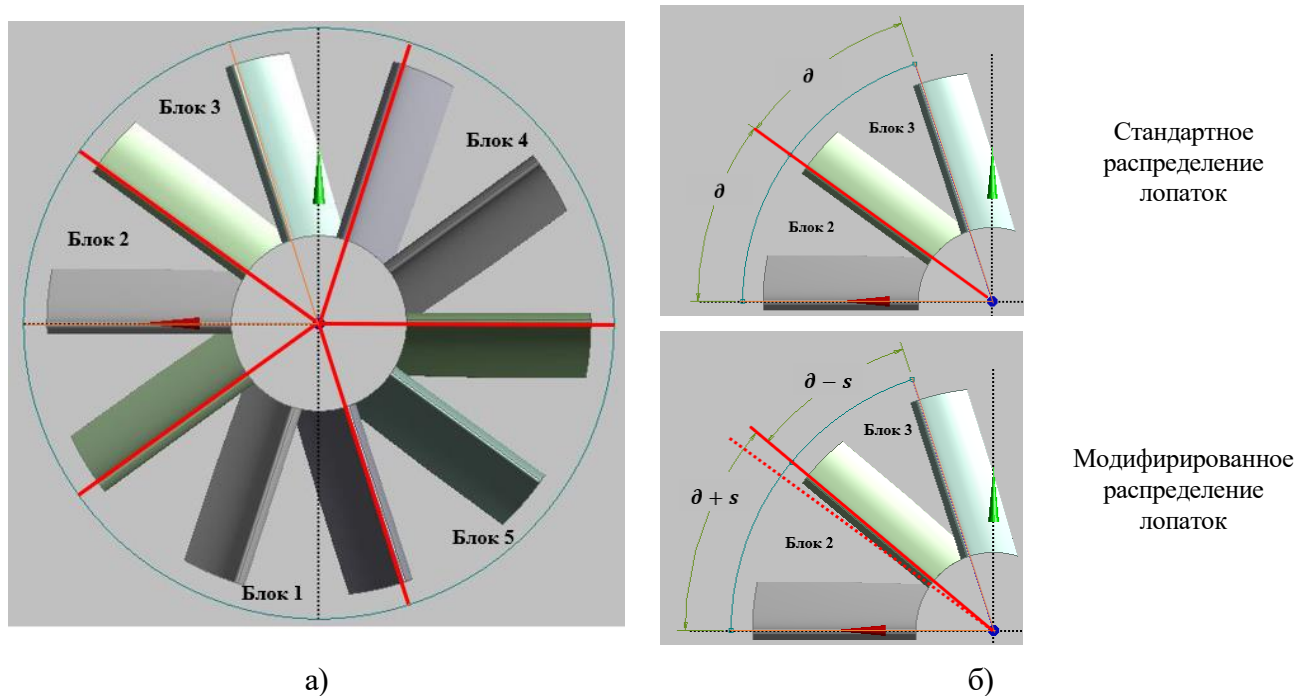 Блок 3
Блок 4
Блок 2
Блок 1
Блок 5
а)
∂
∂
Блок 3
Блок 2
Стандартное
распределение
лопаток
∂ − s
∂ + s
Блок 3
Блок 2
Модифирированное
распределение
лопаток
б)